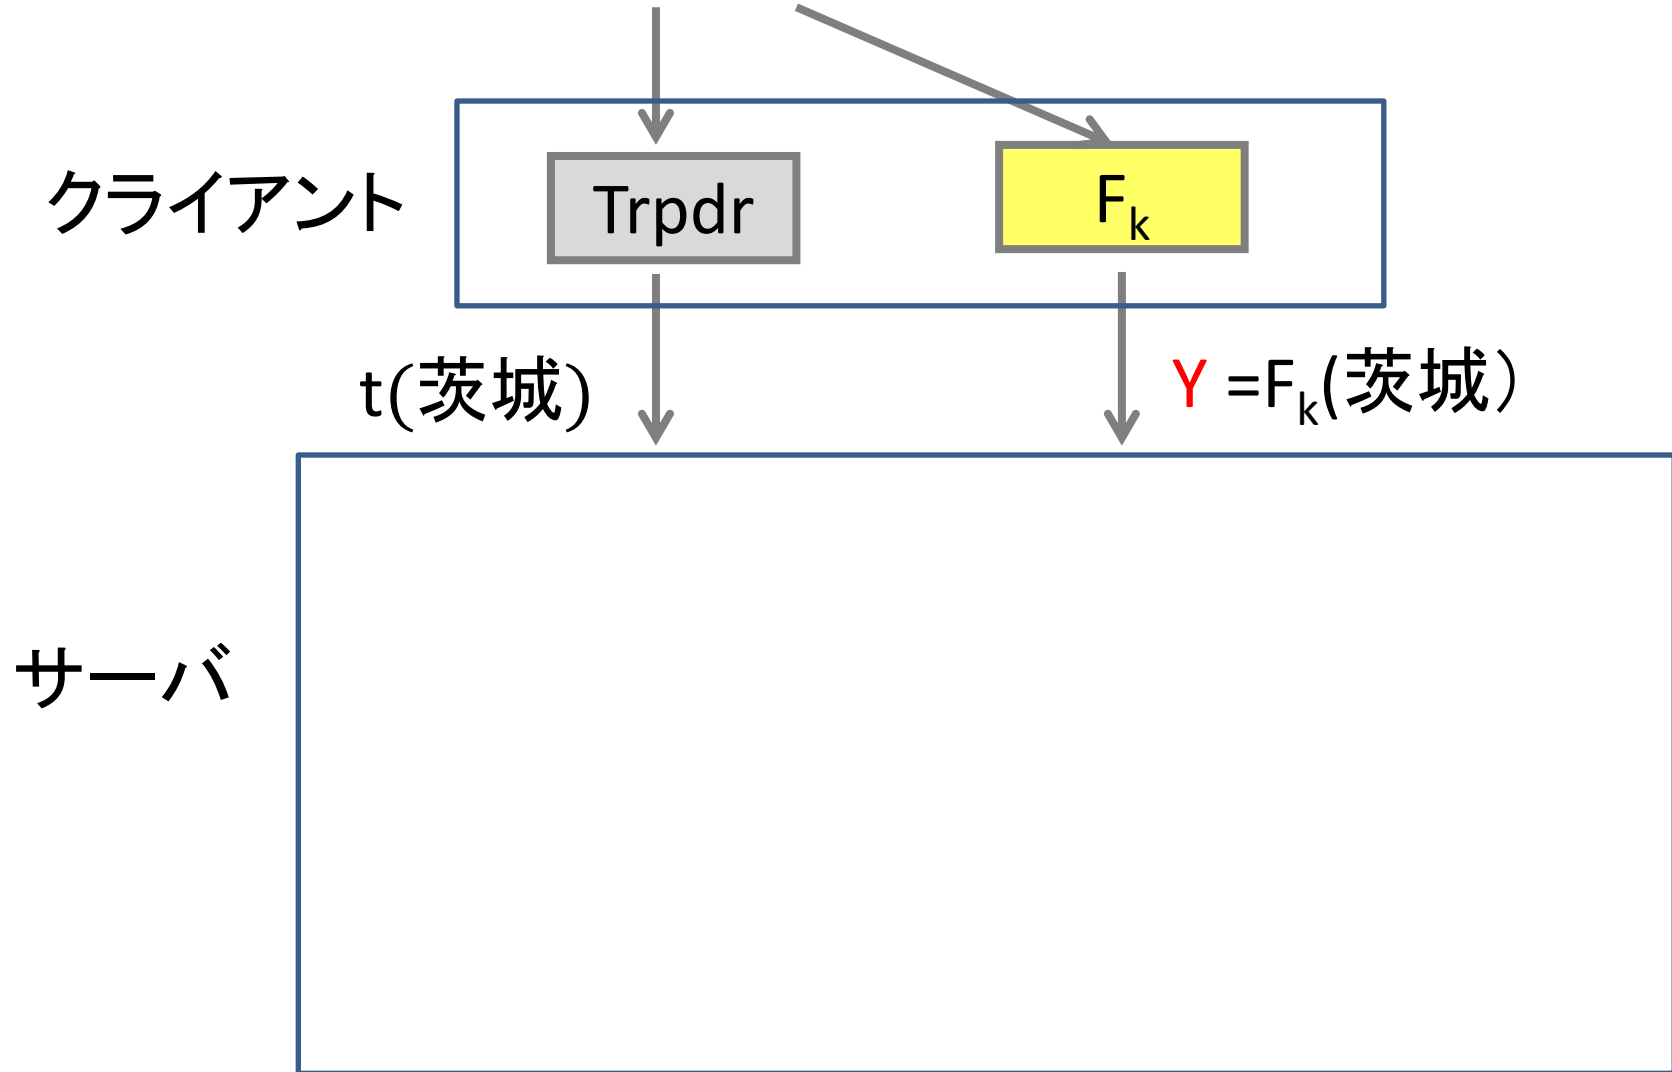 クライアント
Trpdr
Fk
t(茨城)
Y =Fk(茨城）
サーバ